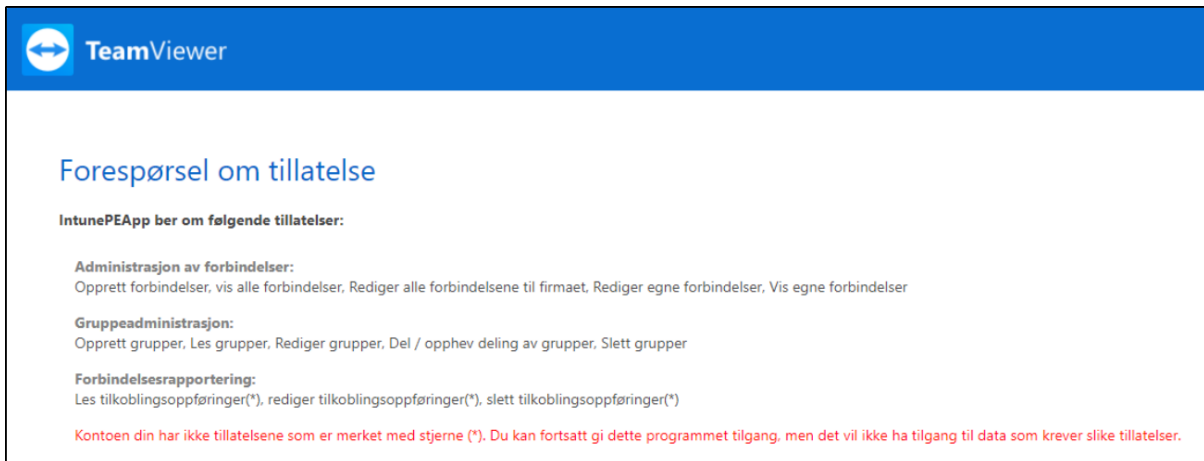 TeamViewer
Forespørsel om tillatelse
IntunePEApp ber om følgende tillatelser:
Administrasjon av forbindelser:
Opprett forbindelser, vis alle forbindelser, Rediger alle forbindelsene til firmaet, Rediger egne forbindelser, Vis egne forbindelser
Gruppeadministrasjon:
Opprett grupper, Les grupper, Rediger grupper, Del / opphev deling av grupper, Slett grupper
Forbindelsesrapportering:
Les tilkoblingsoppføringer(*), rediger tilkoblingsoppføringer(*), slett tilkoblingsoppføringer(*)
Kontoen din har ikke tillatelsene som er merket med stjerne (*). Du kan fortsatt gi dette programmet tilgang, men det vil ikke ha tilgang til data som krever slike tillatelser.